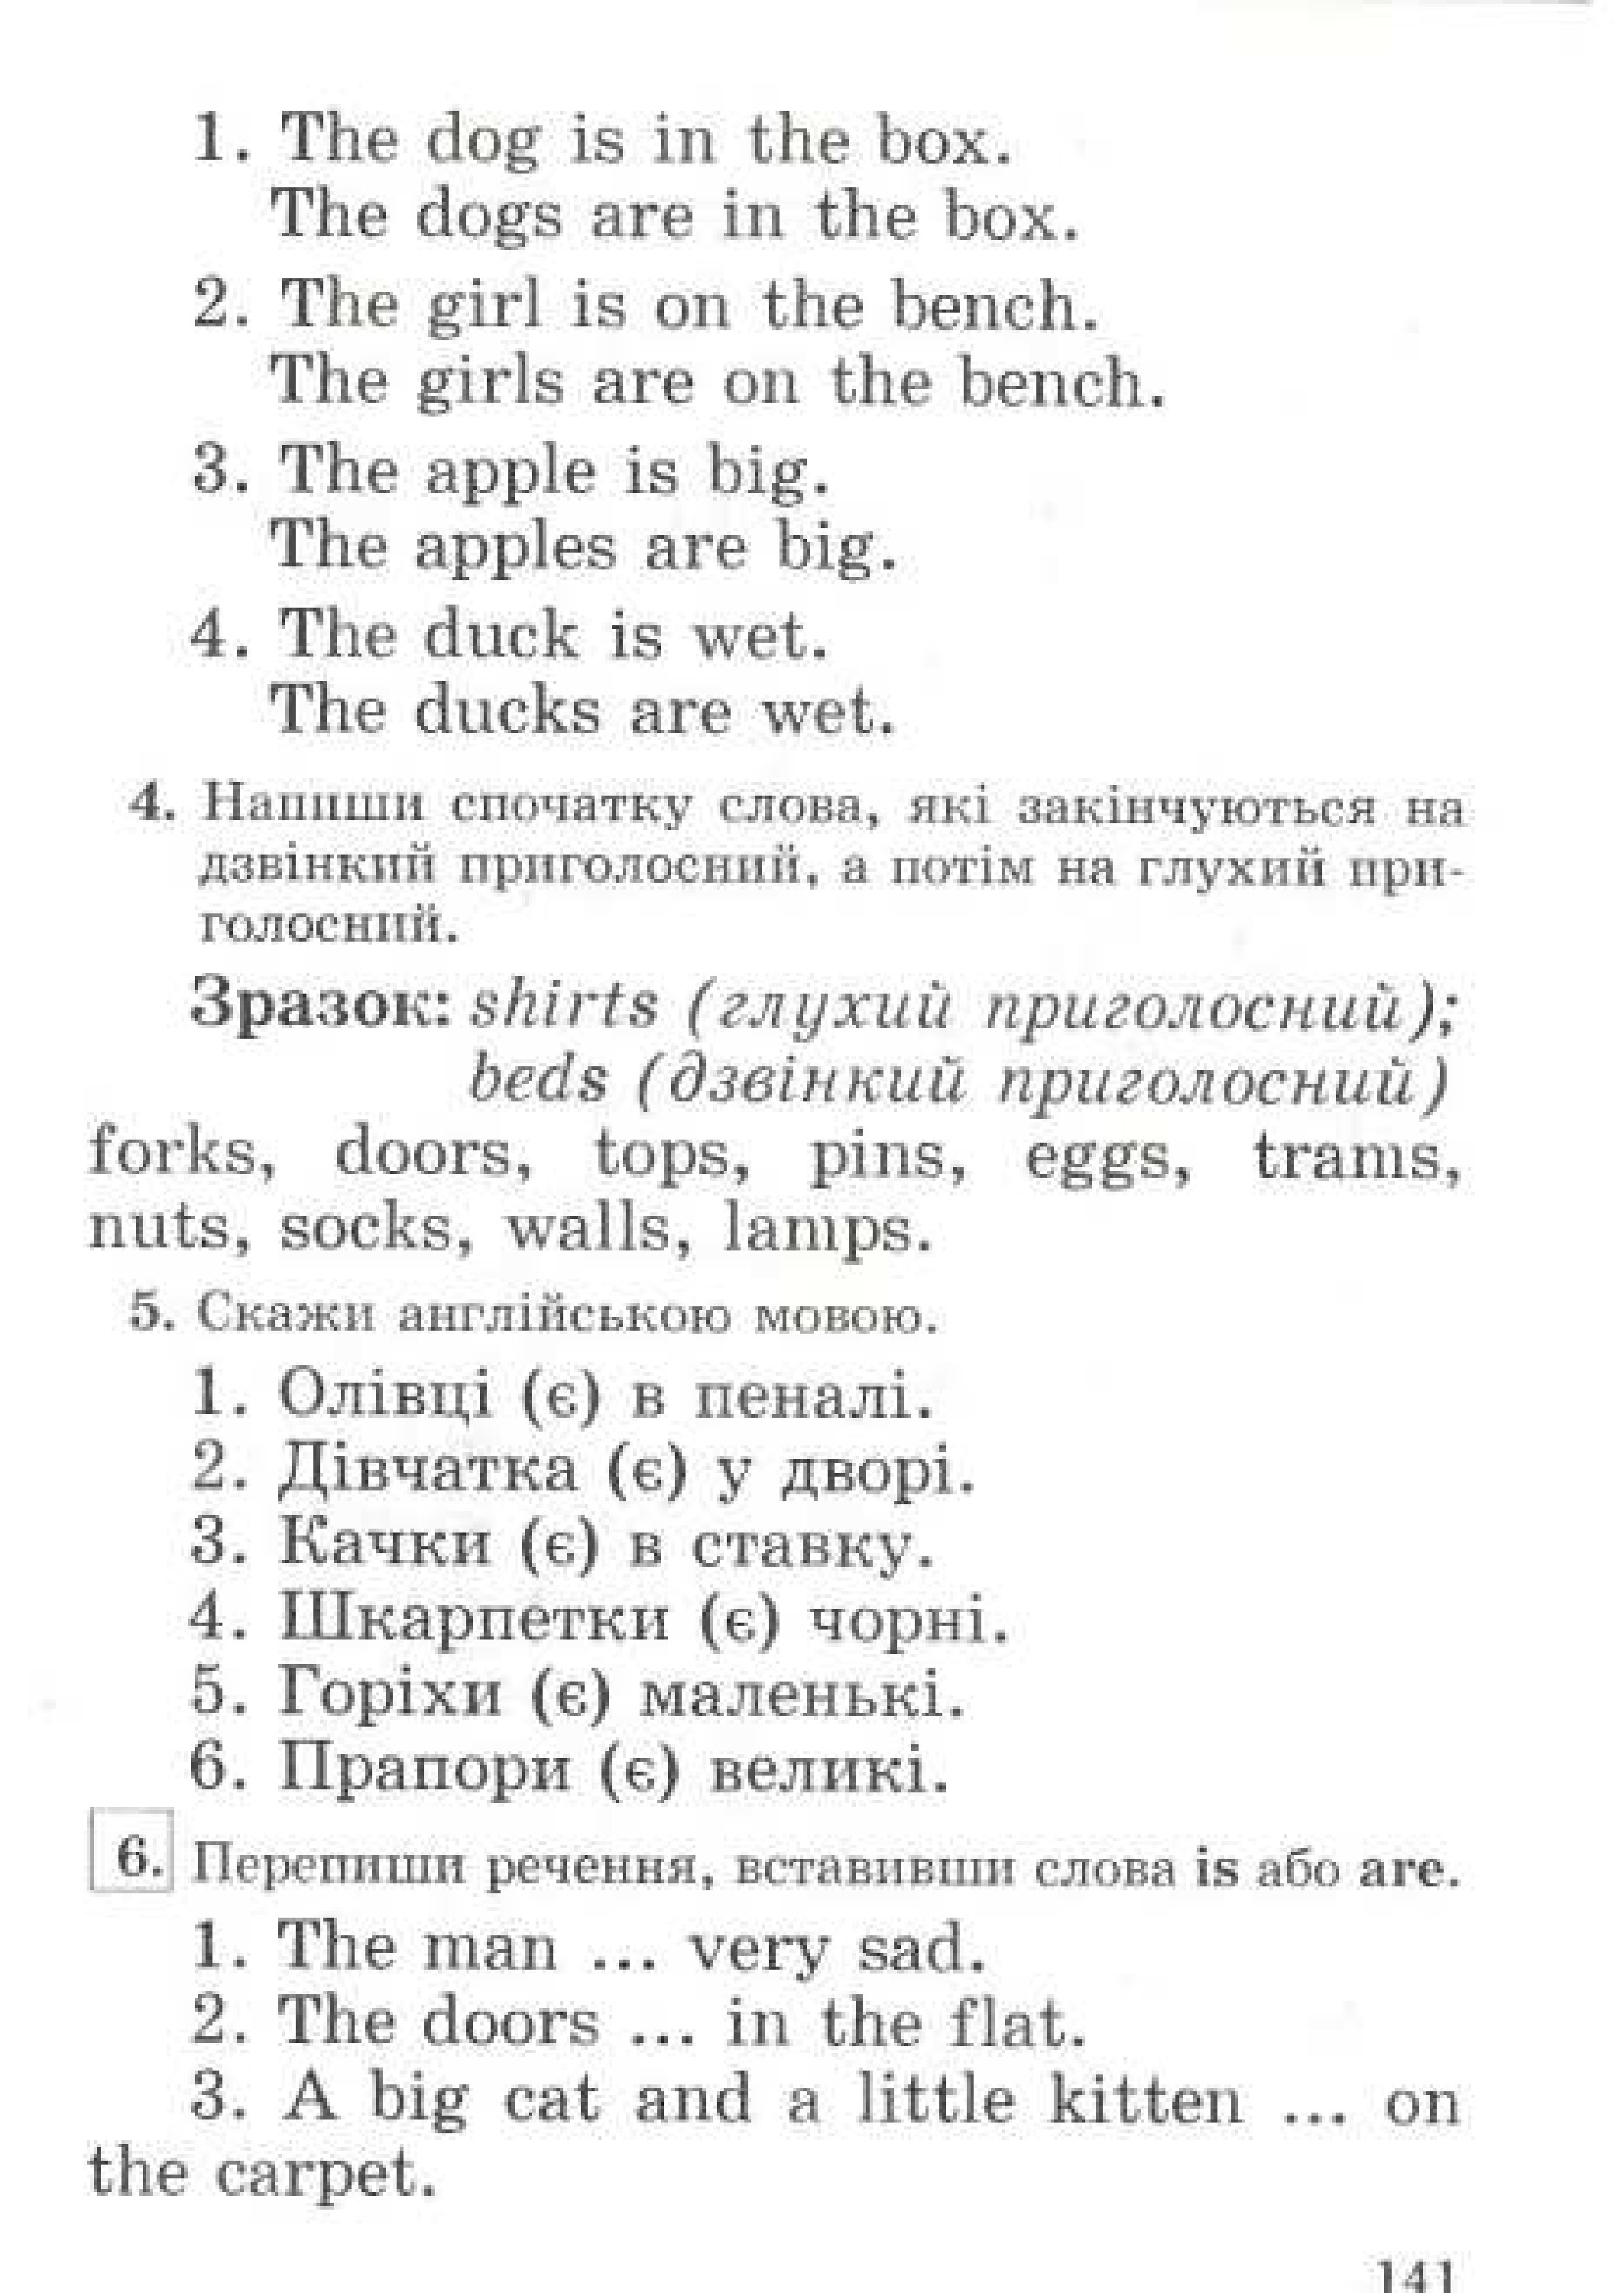 1. The dog is in the box.
The dogs are in the box.
2. The girl is on the bench.
The girls are on the bench.
3. The apple is big.
The apples are big.
4. The duck is wet.
The ducks are wet.
4. Напиши спочатку слова, які закінчуються на
дзвінкий приголосний, а потім на глухий при-
голосний.
Зразок: shirts (глухий приголосний);
beds (дзвінкий приголосний)
forks, doors, tops, pins, eggs, trams,
nuts, socks, walls, lamps.
5. Скажи англійською мовою.
1. Олівці (є) в пеналі.
2. Дівчатка (є) у дворі.
3. Качки (є) в ставку.
4. Шкарпетки (є) чорні.
5. Горіхи (є) маленькі.
6. Прапори (є) великі.
6. Перепиши речення, вставивши слова is або are.
1. The man ... very sad.
2. The doors ... in the flat.
3. A big cat and a little kitten ... on
the carpet.
141